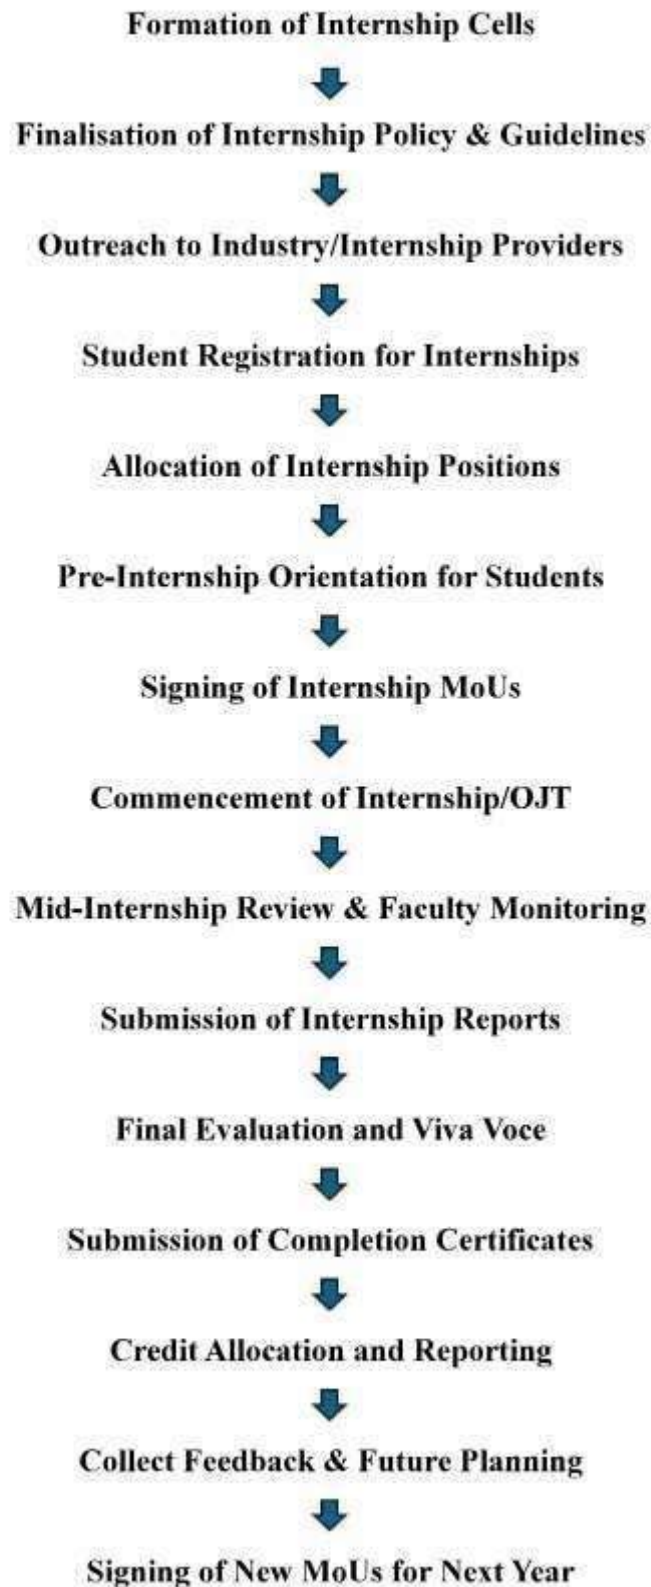 Formation of Internship Cells
Finalisation of Internship Policy & Guidelines
Outreach to Industry/Internship Providers
Student Registration for Internships
Allocation of Internship Positions
Pre-Internship Orientation for Students
Signing of Internship MoUs
Commencement of Internship/OJT
Mid-Internship Review & Faculty Monitoring
Submission of Internship Reports
Final Evaluation and Viva Voce
Submission of Completion Certificates
Credit Allocation and Reporting
Collect Feedback & Future Planning
Signing of New MoUs for Next Year